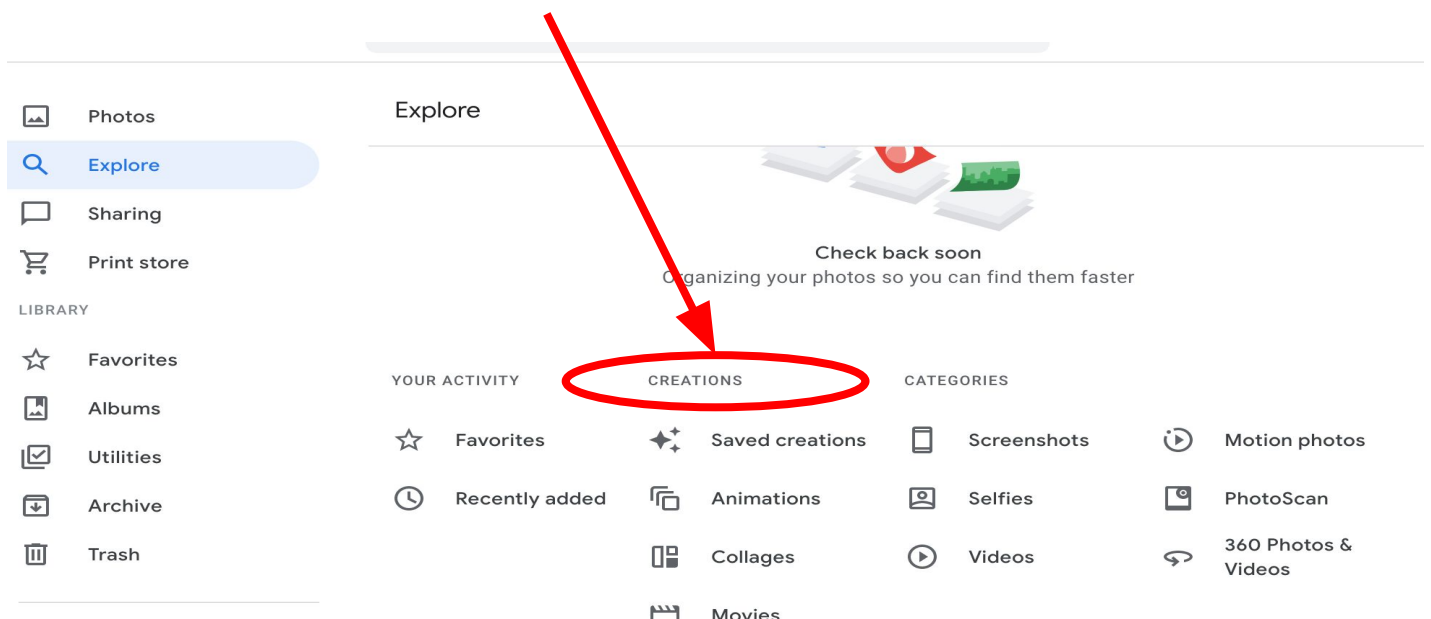 Photos
Explore
Sharing
Print store
LIBRARY
Favorites
Albums
Utilities
Archive
Trash
Explore
Check back soon
Organizing your photos so you can find them faster
YOUR ACTIVITY
Favorites
Recently added
CREATIONS
Saved creations
Animations
Collages
Movies
CATEGORIES
Screenshots
Selfies
Videos
Motion photos
PhotoScan
360 Photos &
Videos